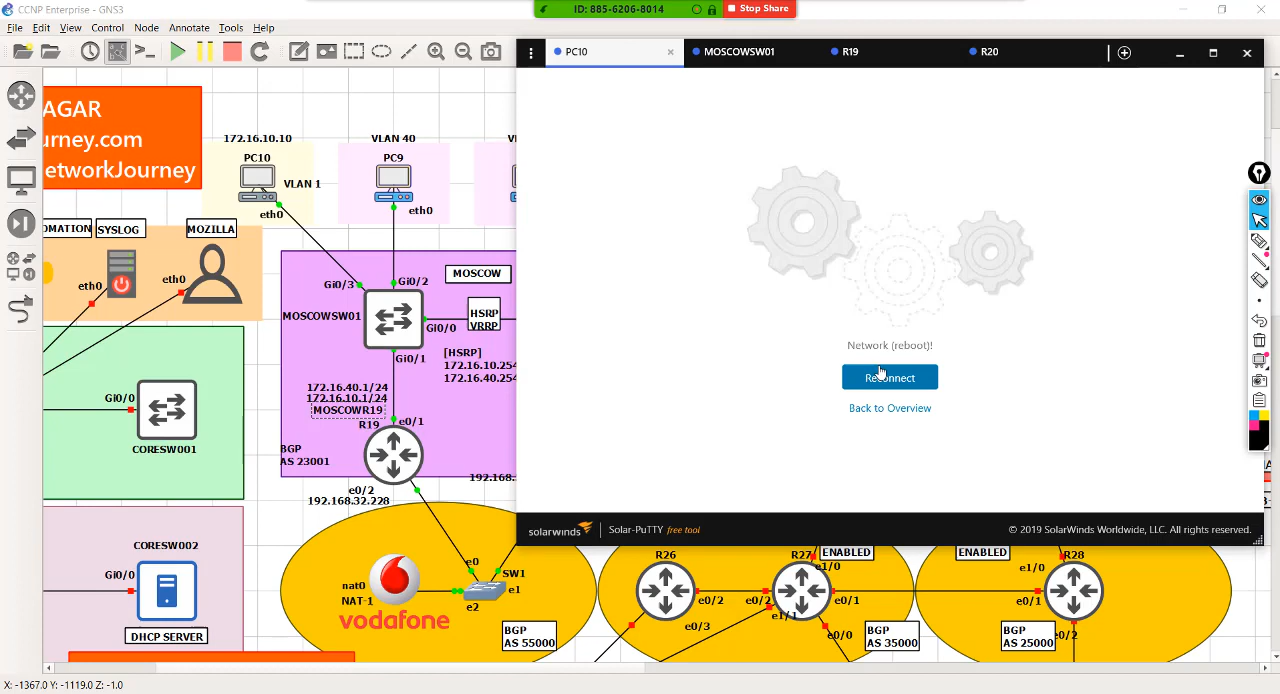 CCNP Enterprise - GNS3
ID: 885-6206-8014
Stop Share
File Edit View Control Node Annotate Tools Help
PC10
MOSCOWSW01
R19
R20
AGAR
urney.com
etworkJourney
172.16.10.10
VLAN 40
PC10
PC9
VLAN 1
eth0
eth0
OMATION
SYSLOG
MOZILLA
eth0
eth0
MOSCOW
Gi0/3
Gi0/2
MOSCOWSW01
Gi0/0
HSRP
VRRP
Gi0/1
[HSRP]
172.16.10.254
172.16.40.254
172.16.40.1/24
172.16.10.1/24
MOSCOWR19
R19
e0/1
BGP
AS 23001
192.168.
e0/2
192.168.32.228
Gi0/0
CORESW001
CORESW002
Gi0/0
DHCP SERVER
Network (reboot)!
Reconnect
Back to Overview
solarwinds
Solar-PuTTY free tool
© 2019 SolarWinds Worldwide, LLC. All rights reserved.
nat0
NAT-1
vodafone
e0
SW1
e1
e2
BGP
AS 55000
R26
e0/2
e0/3
R27
ENABLED
e1/0
e0/2
e0/1
e1/1
e0/0
BGP
AS 35000
ENABLED
R28
e1/0
e0/1
e0/2
BGP
AS 25000
X: -1367.0 Y: -1119.0 Z: -1.0